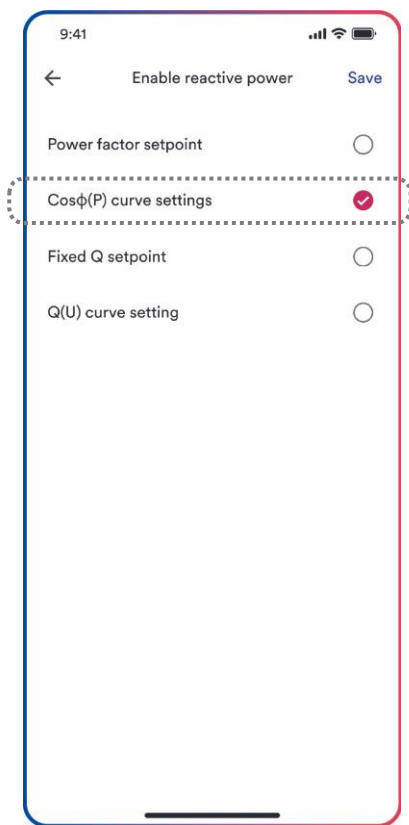 9:41
Enable reactive power Save
Power factor setpoint
Cosφ(P) curve settings
Fixed Q setpoint
Q(U) curve setting